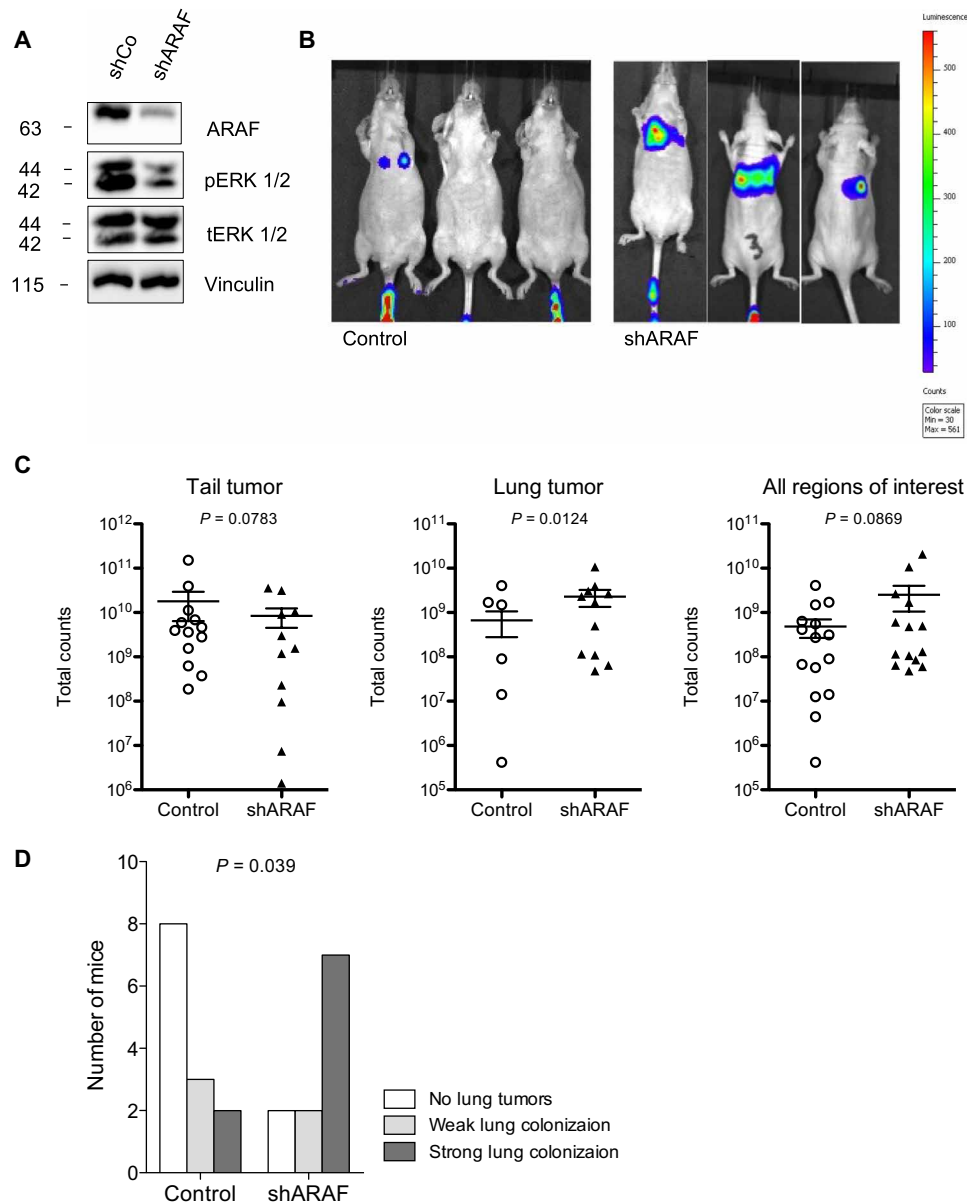 A
shCo
shARAF
63
ARAF
44
42
pERK 1/2
44
42
tERK 1/2
115
Vinculin
B
Control
shARAF
3
Luminescence
500
400
300
200
100
Counts
Color scale
Min = 30
Max = 561
C
Tail tumor
P = 0.0783
Total counts
10^12
10^11
10^10
10^9
10^8
10^7
10^6
Control
shARAF
Lung tumor
P = 0.0124
Total counts
10^11
10^10
10^9
10^8
10^7
10^6
10^5
Control
shARAF
All regions of interest
P = 0.0869
Total counts
10^11
10^10
10^9
10^8
10^7
10^6
10^5
Control
shARAF
D
P = 0.039
Number of mice
10
8
6
4
2
0
Control
shARAF
No lung tumors
Weak lung colonizaion
Strong lung colonizaion